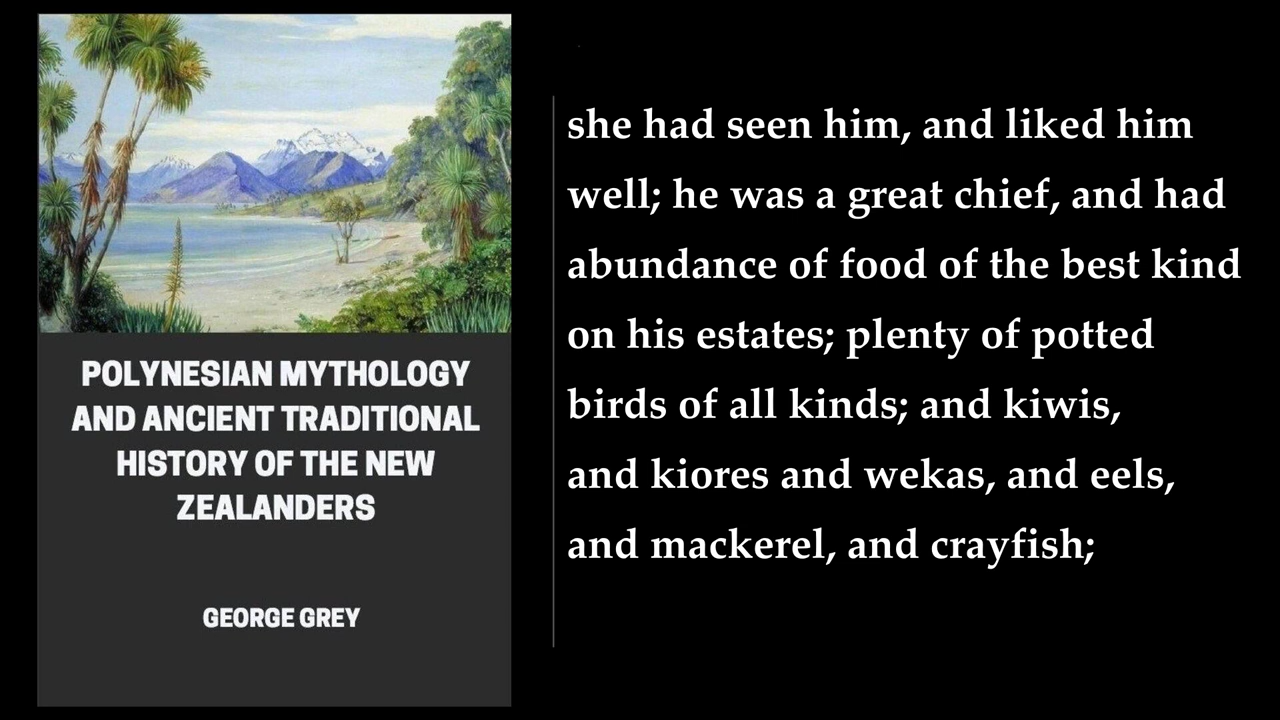 POLYNESIAN MYTHOLOGY
AND ANCIENT TRADITIONAL
HISTORY OF THE NEW
ZEALANDERS
GEORGE GREY
she had seen him, and liked him
well; he was a great chief, and had
abundance of food of the best kind
on his estates; plenty of potted
birds of all kinds; and kiwis,
and kiores and wekas, and eels,
and mackerel, and crayfish;